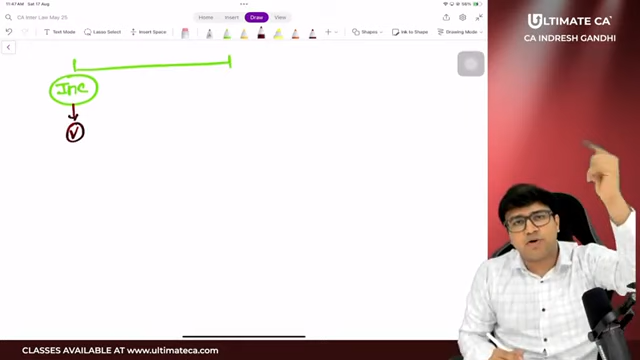 11:47 AM Sat 17 Aug
56%
CA Inter Law May 25
Home Insert Draw View
Text Mode Lasso Select Insert Space Shapes Ink to Shape Drawing Mode
ULTIMATE CA
CA INDRESH GANDHI
Inc
V
CLASSES AVAILABLE AT www.ultimateca.com